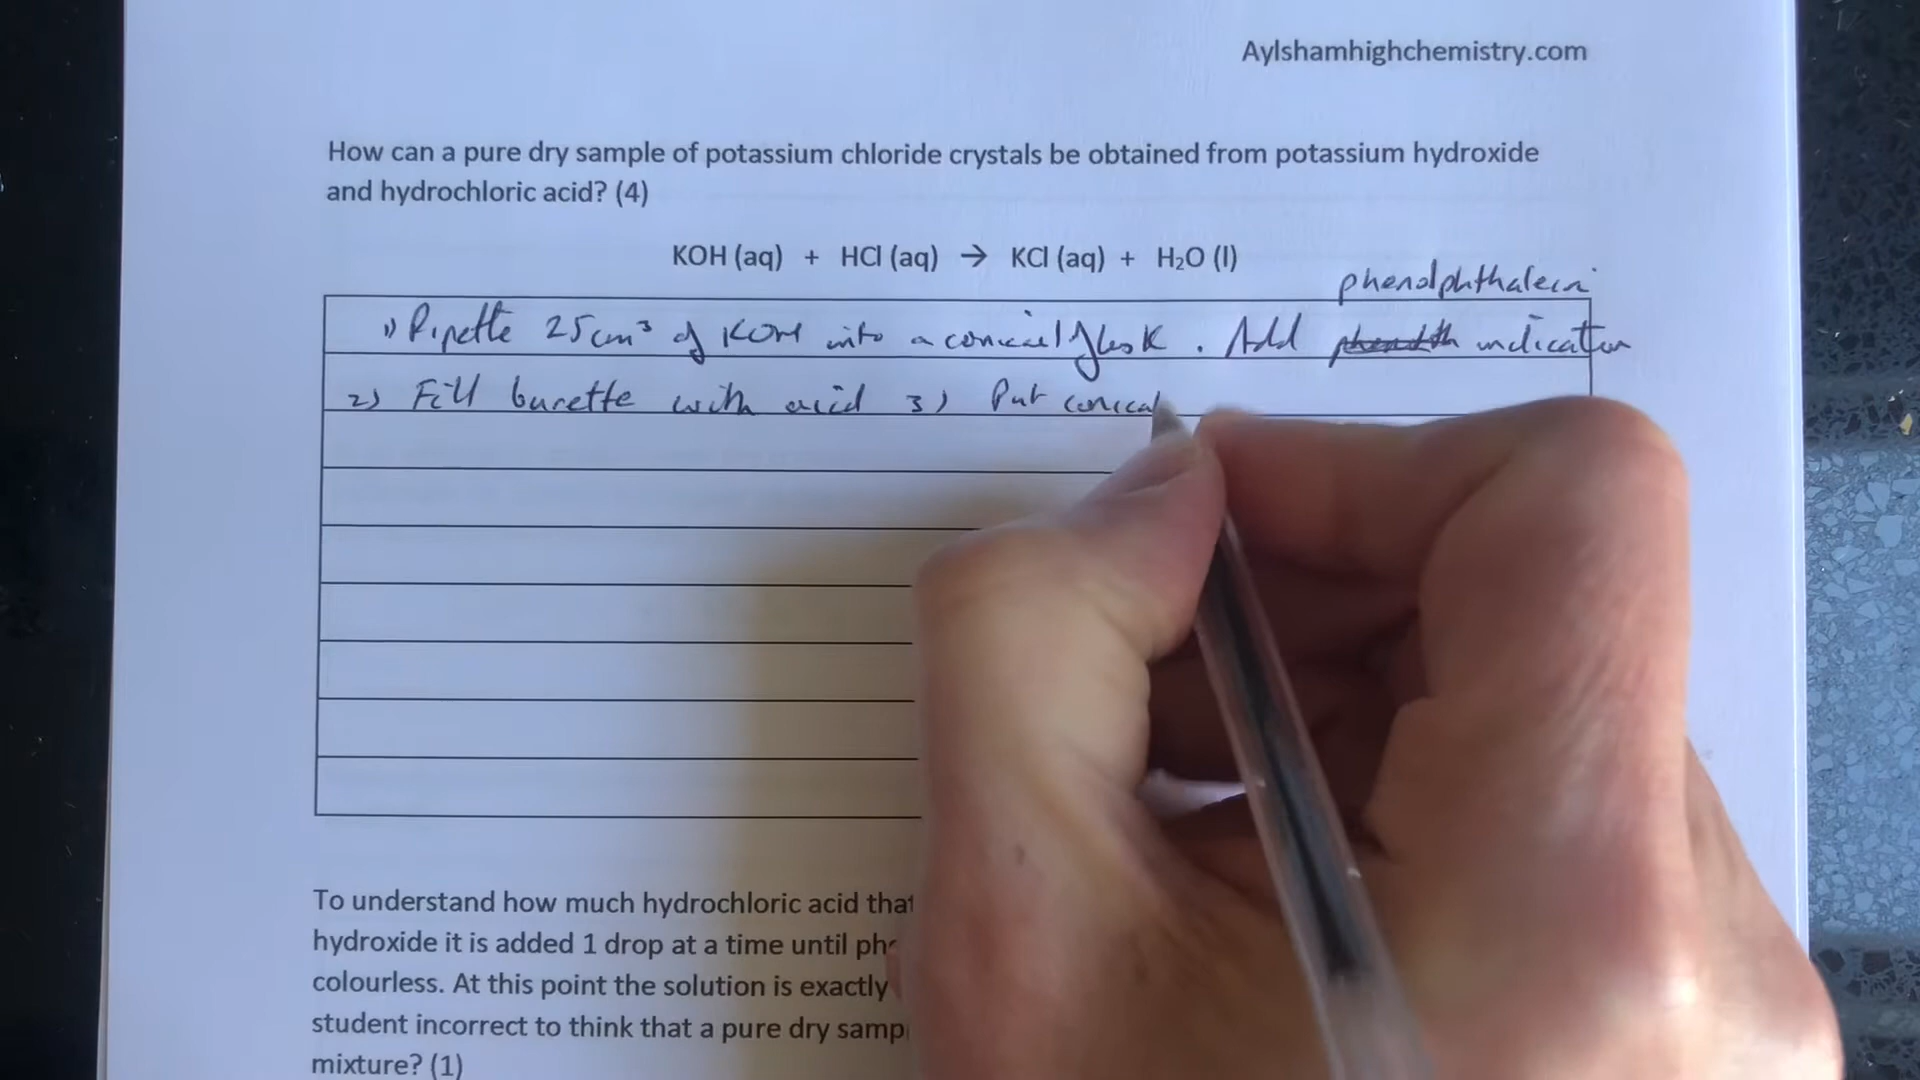 Aylshamhighchemistry.com
How can a pure dry sample of potassium chloride crystals be obtained from potassium hydroxide
and hydrochloric acid? (4)
KOH (aq) + HCl (aq) → KCl (aq) + H₂O (l)
phenolphthalein
1) Pipette 25cm³ of KOH into a conical flask. Add indicator
2) Fill burette with acid 3) Put conical
To understand how much hydrochloric acid that
hydroxide it is added 1 drop at a time until
colourless. At this point the solution is exactly
student incorrect to think that a pure dry
mixture? (1)